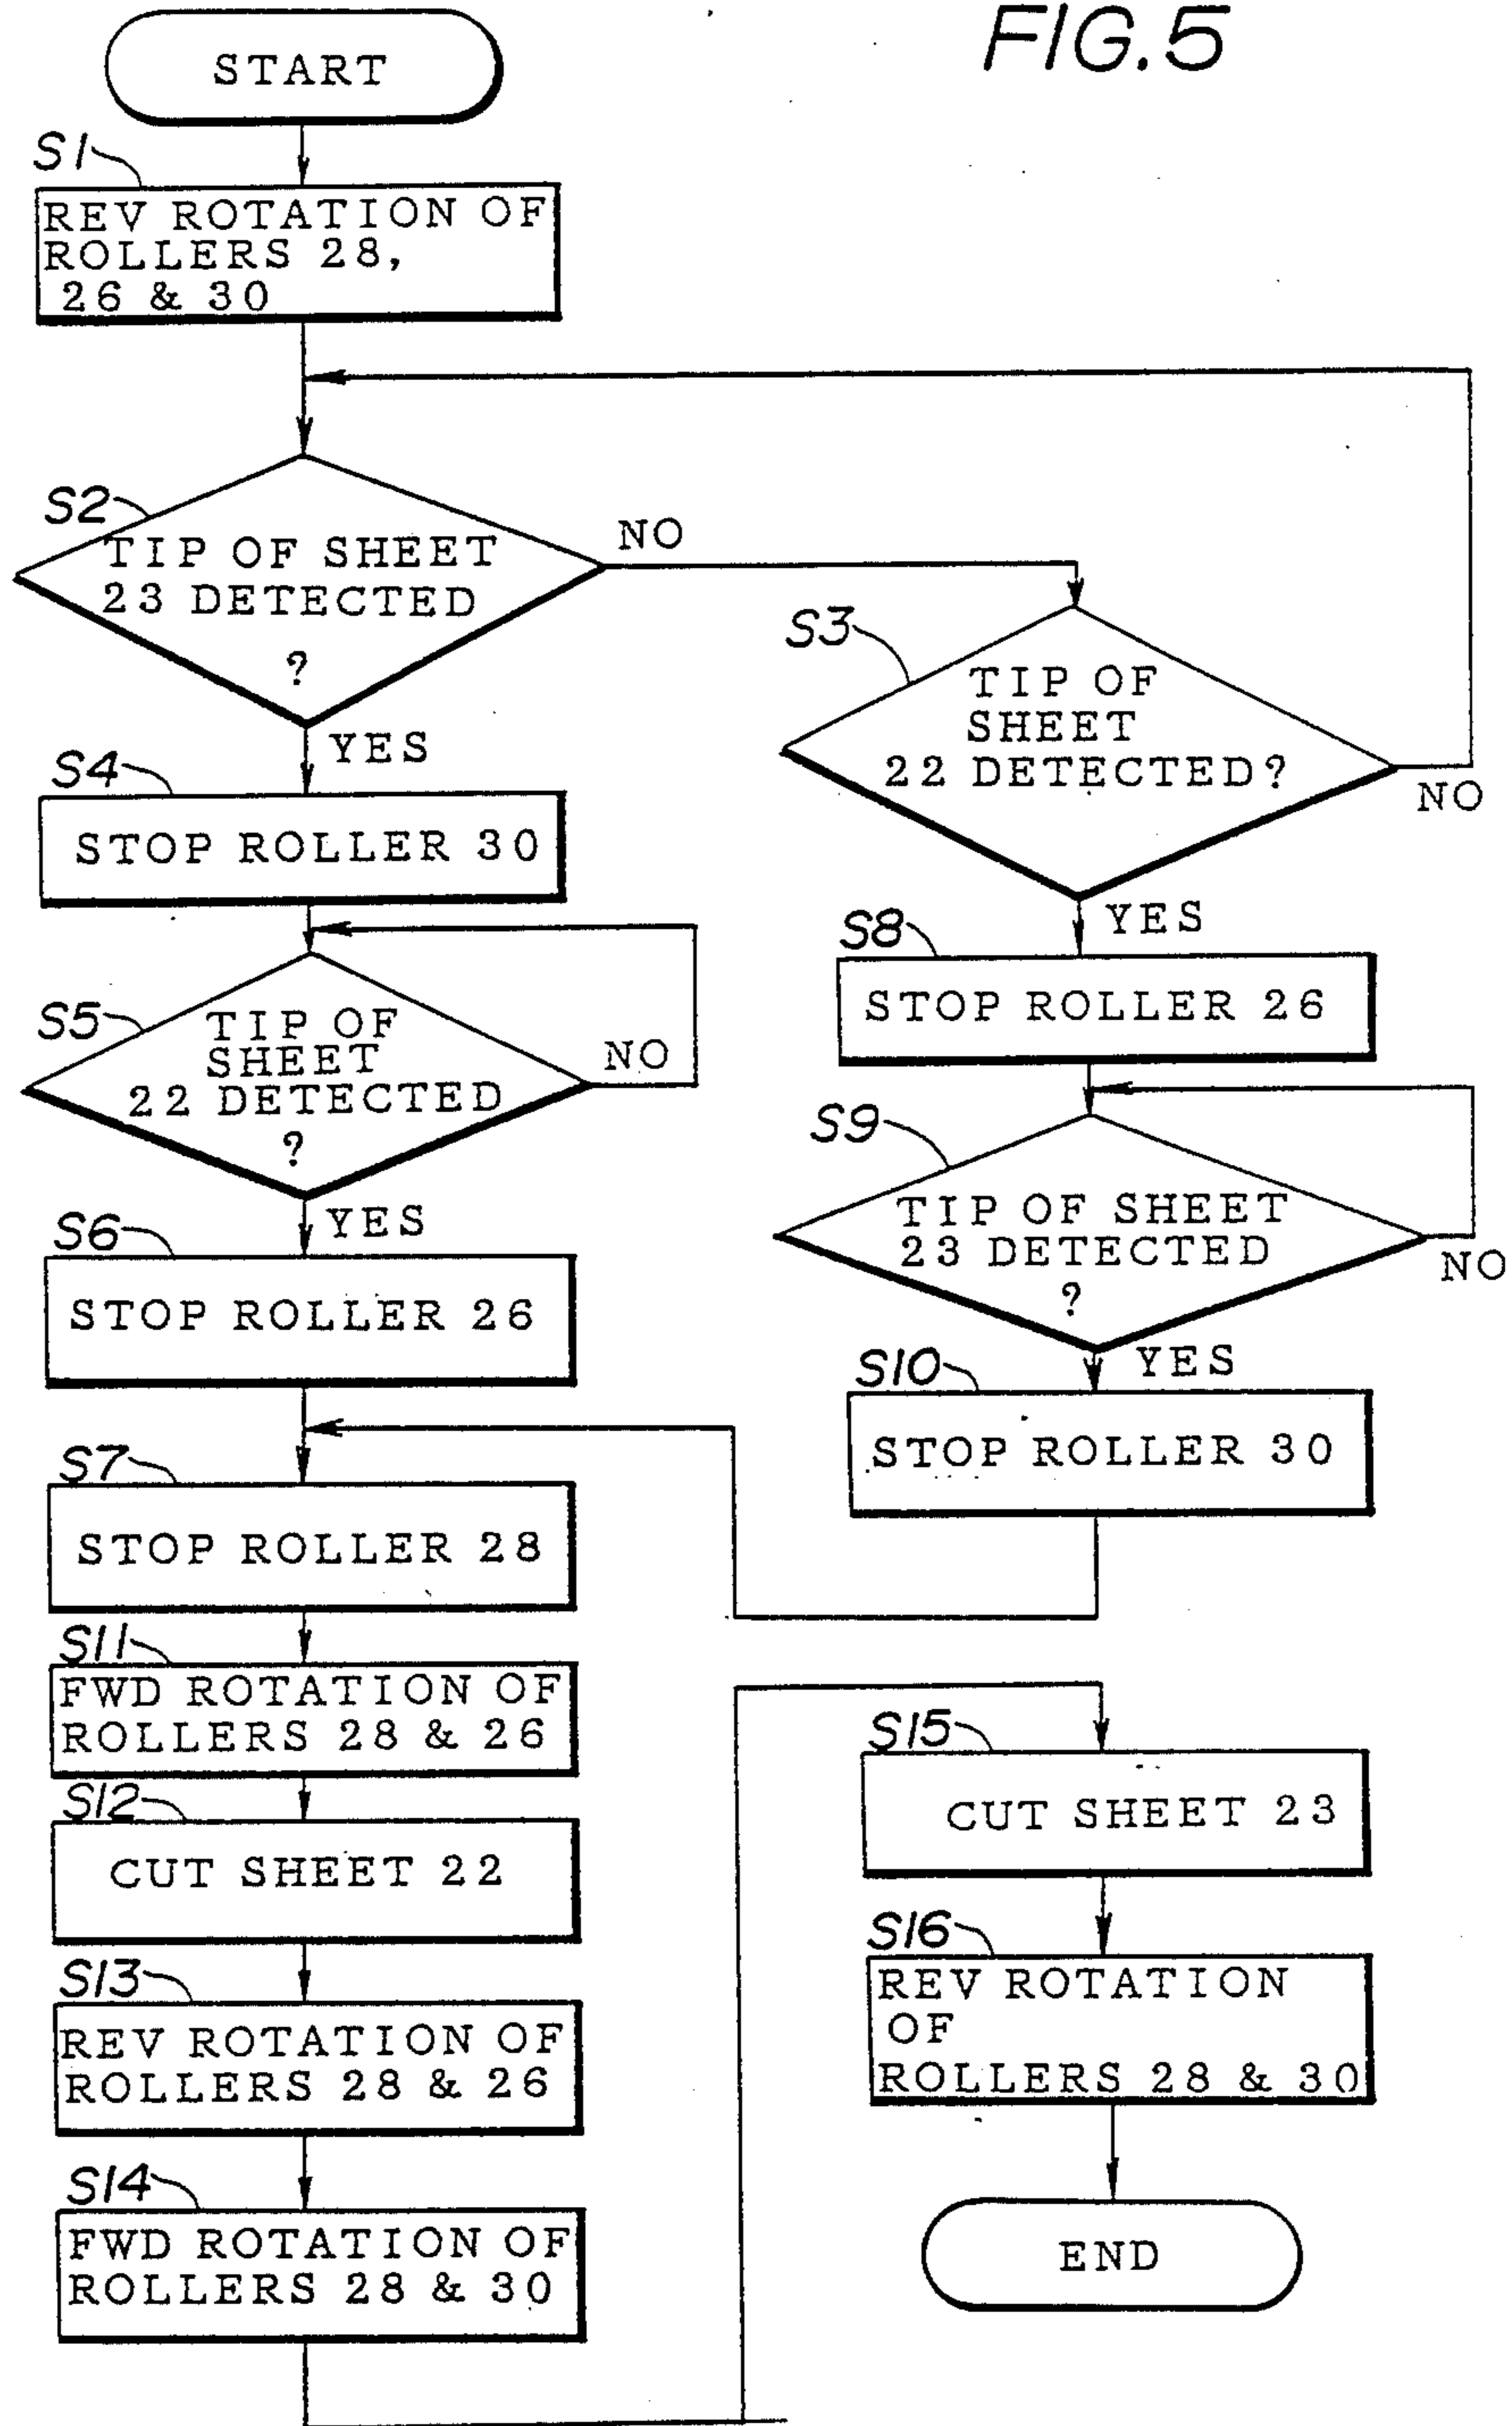 FIG.5
START
S1
REV ROTATION OF
ROLLERS 28,
26 & 30
S2
TIP OF SHEET
23 DETECTED
?
NO
YES
S3
TIP OF
SHEET
22 DETECTED?
NO
YES
S4
STOP ROLLER 30
S5
TIP OF
SHEET
22 DETECTED
?
NO
YES
S6
STOP ROLLER 26
S8
STOP ROLLER 26
S9
TIP OF SHEET
23 DETECTED
?
NO
YES
S10
STOP ROLLER 30
S7
STOP ROLLER 28
S11
FWD ROTATION OF
ROLLERS 28 & 26
S12
CUT SHEET 22
S13
REV ROTATION OF
ROLLERS 28 & 26
S14
FWD ROTATION OF
ROLLERS 28 & 30
S15
CUT SHEET 23
S16
REV ROTATION
OF
ROLLERS 28 & 30
END